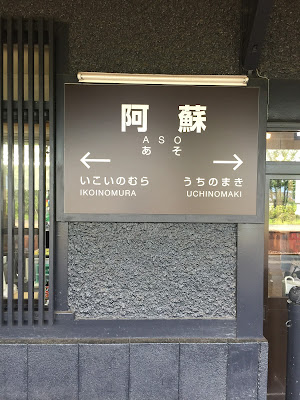 阿蘇
ASO
あそ
← →
いこいのむら うちのまき
IKOINOMURA UCHINOMAKI